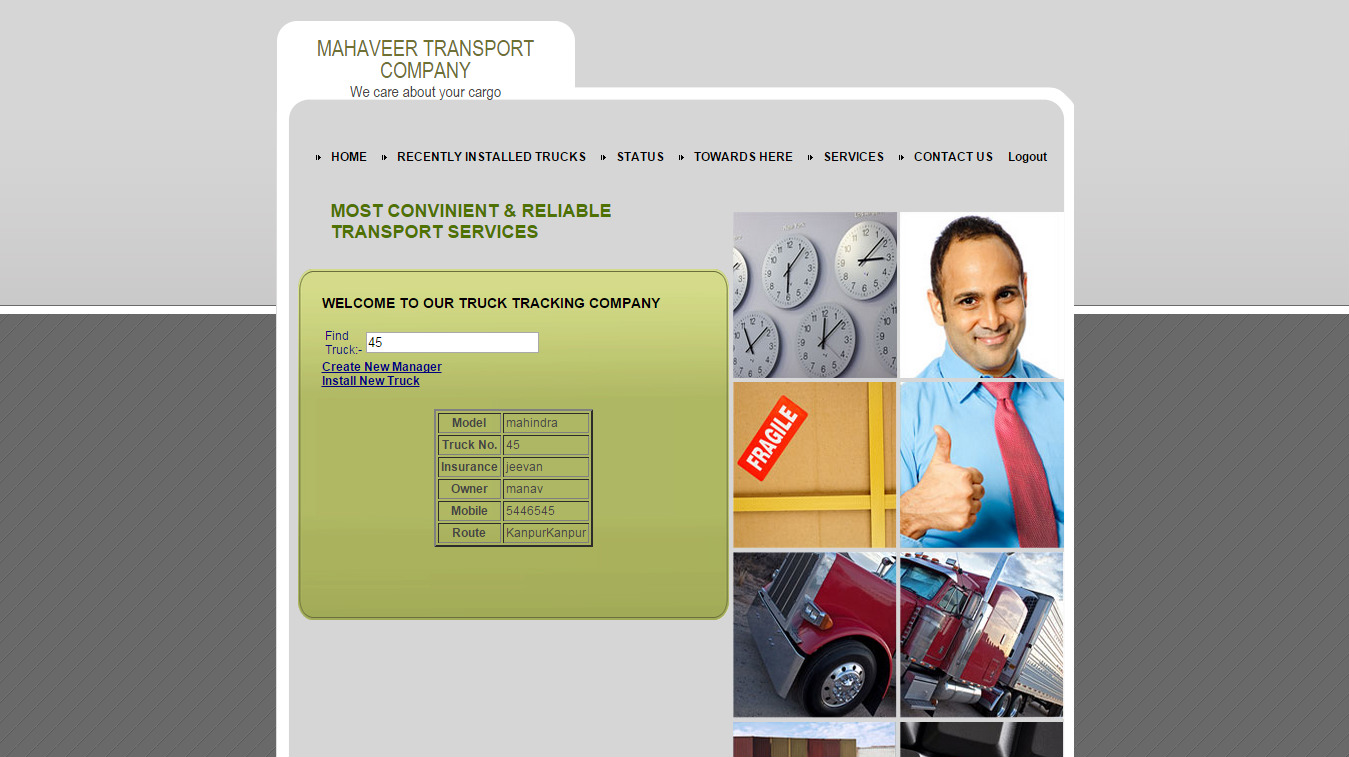 MAHAVEER TRANSPORT
COMPANY
We care about your cargo
HOME RECENTLY INSTALLED TRUCKS STATUS TOWARDS HERE SERVICES CONTACT US Logout
MOST CONVINIENT & RELIABLE
TRANSPORT SERVICES
WELCOME TO OUR TRUCK TRACKING COMPANY
Find
Truck:- 45
Create New Manager
Install New Truck
Model mahindra
Truck No. 45
Insurance jeevan
Owner manav
Mobile 5446545
Route KanpurKanpur
FRAGILE